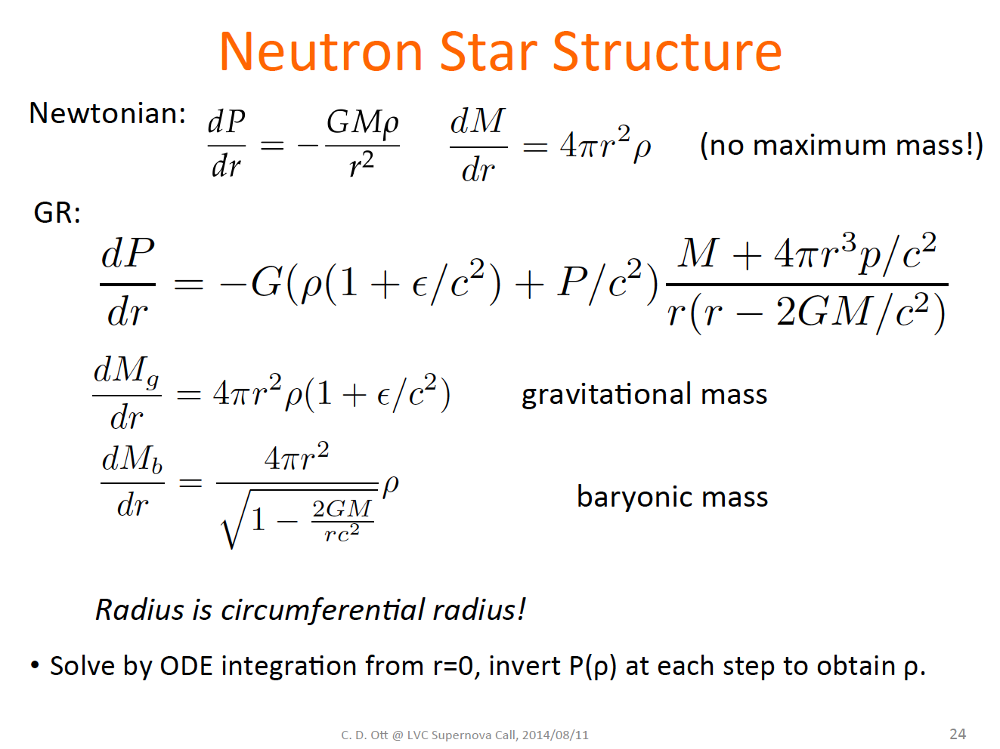 Neutron Star Structure
Newtonian: dP/dr = −GMρ/r² dM/dr = 4πr²ρ (no maximum mass!)
GR:
dP/dr = −G(ρ(1 + ϵ/c²) + P/c²) (M + 4πr³p/c²)/(r(r − 2GM/c²))
dM_g/dr = 4πr²ρ(1 + ϵ/c²) gravitational mass
dM_b/dr = 4πr²/√(1 − 2GM/rc²) ρ baryonic mass
Radius is circumferential radius!
• Solve by ODE integration from r=0, invert P(ρ) at each step to obtain ρ.
C. D. Ott @ LVC Supernova Call, 2014/08/11 24